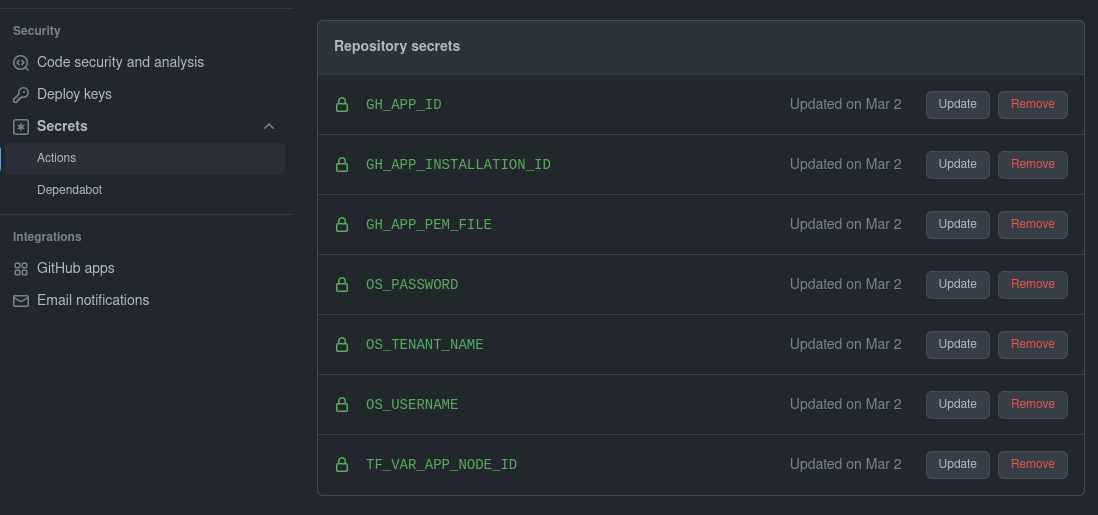 Security
Code security and analysis
Deploy keys
Secrets
Actions
Dependabot
Integrations
GitHub apps
Email notifications
Repository secrets
GH_APP_ID Updated on Mar 2 Update Remove
GH_APP_INSTALLATION_ID Updated on Mar 2 Update Remove
GH_APP_PEM_FILE Updated on Mar 2 Update Remove
OS_PASSWORD Updated on Mar 2 Update Remove
OS_TENANT_NAME Updated on Mar 2 Update Remove
OS_USERNAME Updated on Mar 2 Update Remove
TF_VAR_APP_NODE_ID Updated on Mar 2 Update Remove